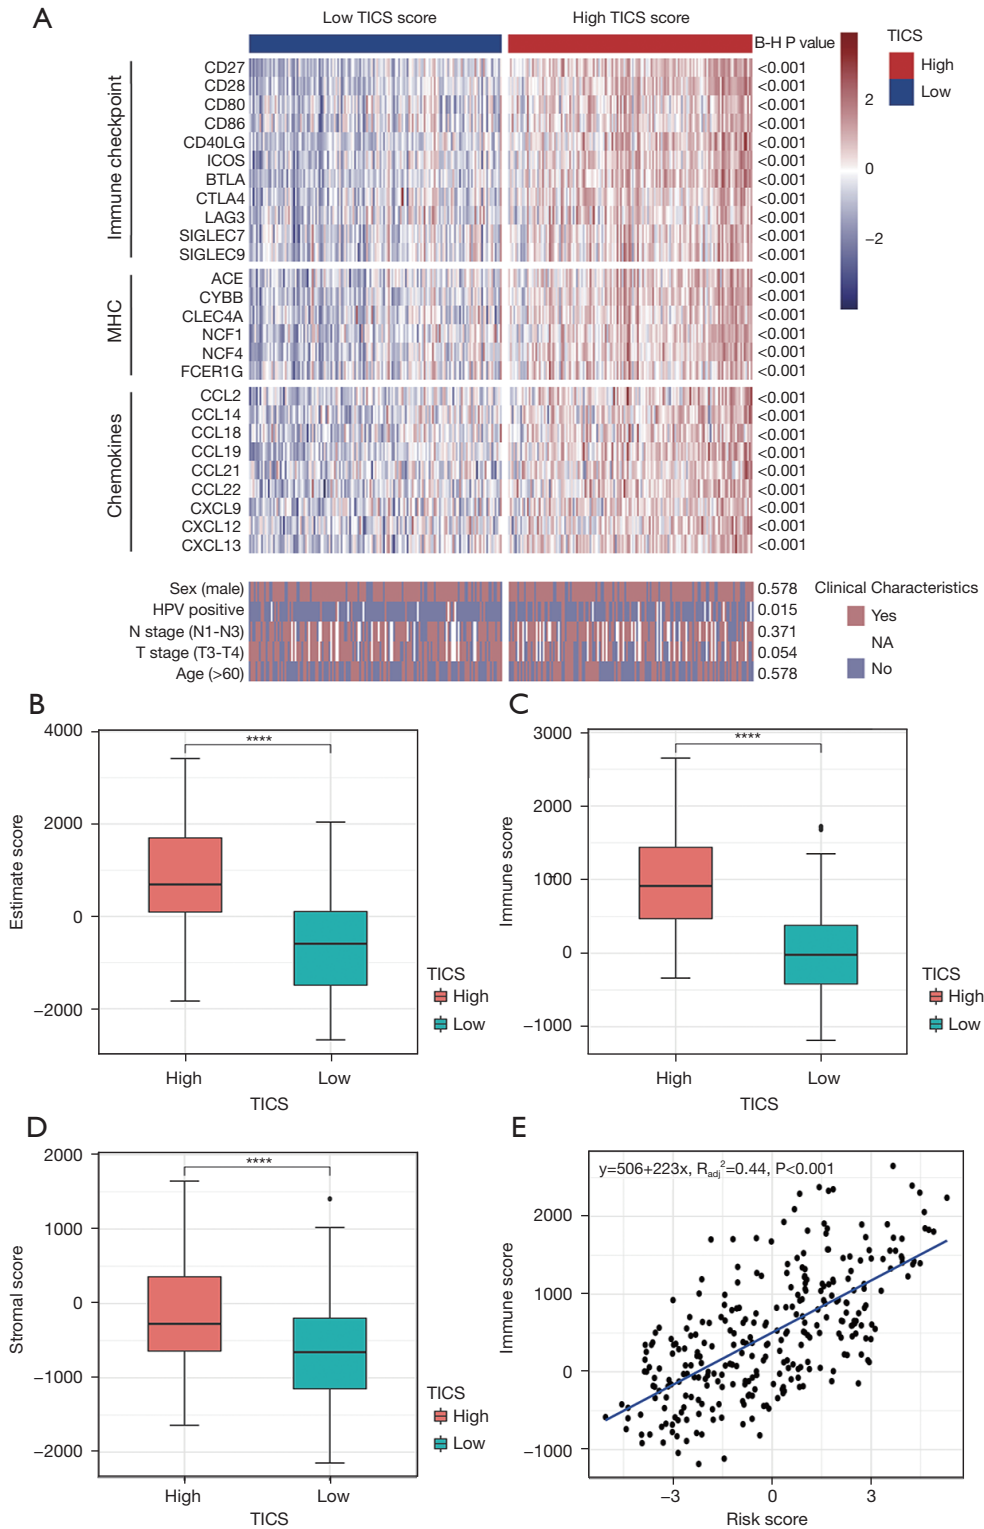 A
Low TICS score
High TICS score
B-H P value
TICS
High
Low
2
0
−2
Immune checkpoint
CD27 <0.001
CD28 <0.001
CD80 <0.001
CD86 <0.001
CD40LG <0.001
ICOS <0.001
BTLA <0.001
CTLA4 <0.001
LAG3 <0.001
SIGLEC7 <0.001
SIGLEC9 <0.001
MHC
ACE <0.001
CYBB <0.001
CLEC4A <0.001
NCF1 <0.001
NCF4 <0.001
FCER1G <0.001
Chemokines
CCL2 <0.001
CCL14 <0.001
CCL18 <0.001
CCL19 <0.001
CCL21 <0.001
CCL22 <0.001
CXCL9 <0.001
CXCL12 <0.001
CXCL13 <0.001
Sex (male) 0.578
HPV positive 0.015
N stage (N1-N3) 0.371
T stage (T3-T4) 0.054
Age (>60) 0.578
Clinical Characteristics
Yes
NA
No
B
Estimate score
4000
2000
0
−2000
****
High
Low
TICS
TICS
High
Low
C
Immune score
3000
2000
1000
0
−1000
****
High
Low
TICS
TICS
High
Low
D
Stromal score
2000
1000
0
−1000
−2000
****
High
Low
TICS
TICS
High
Low
E
y=506+223x, Radj²=0.44, P<0.001
Immune score
2000
1000
0
−1000
−3
0
3
Risk score